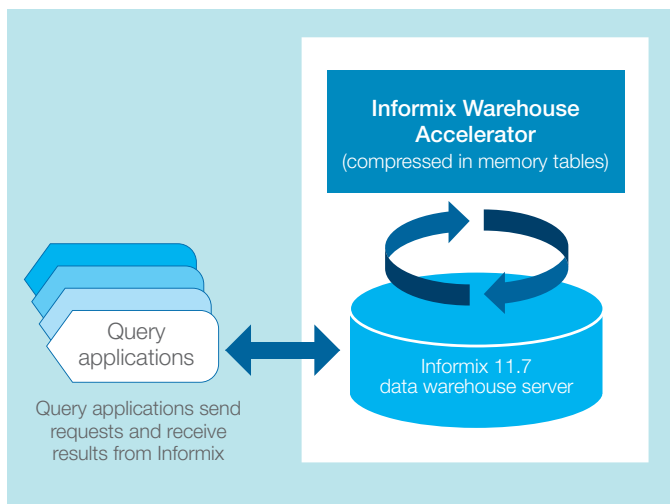 Informix Warehouse
Accelerator
(compressed in memory tables)
Query
applications
Informix 11.7
data warehouse server
Query applications send
requests and receive
results from Informix